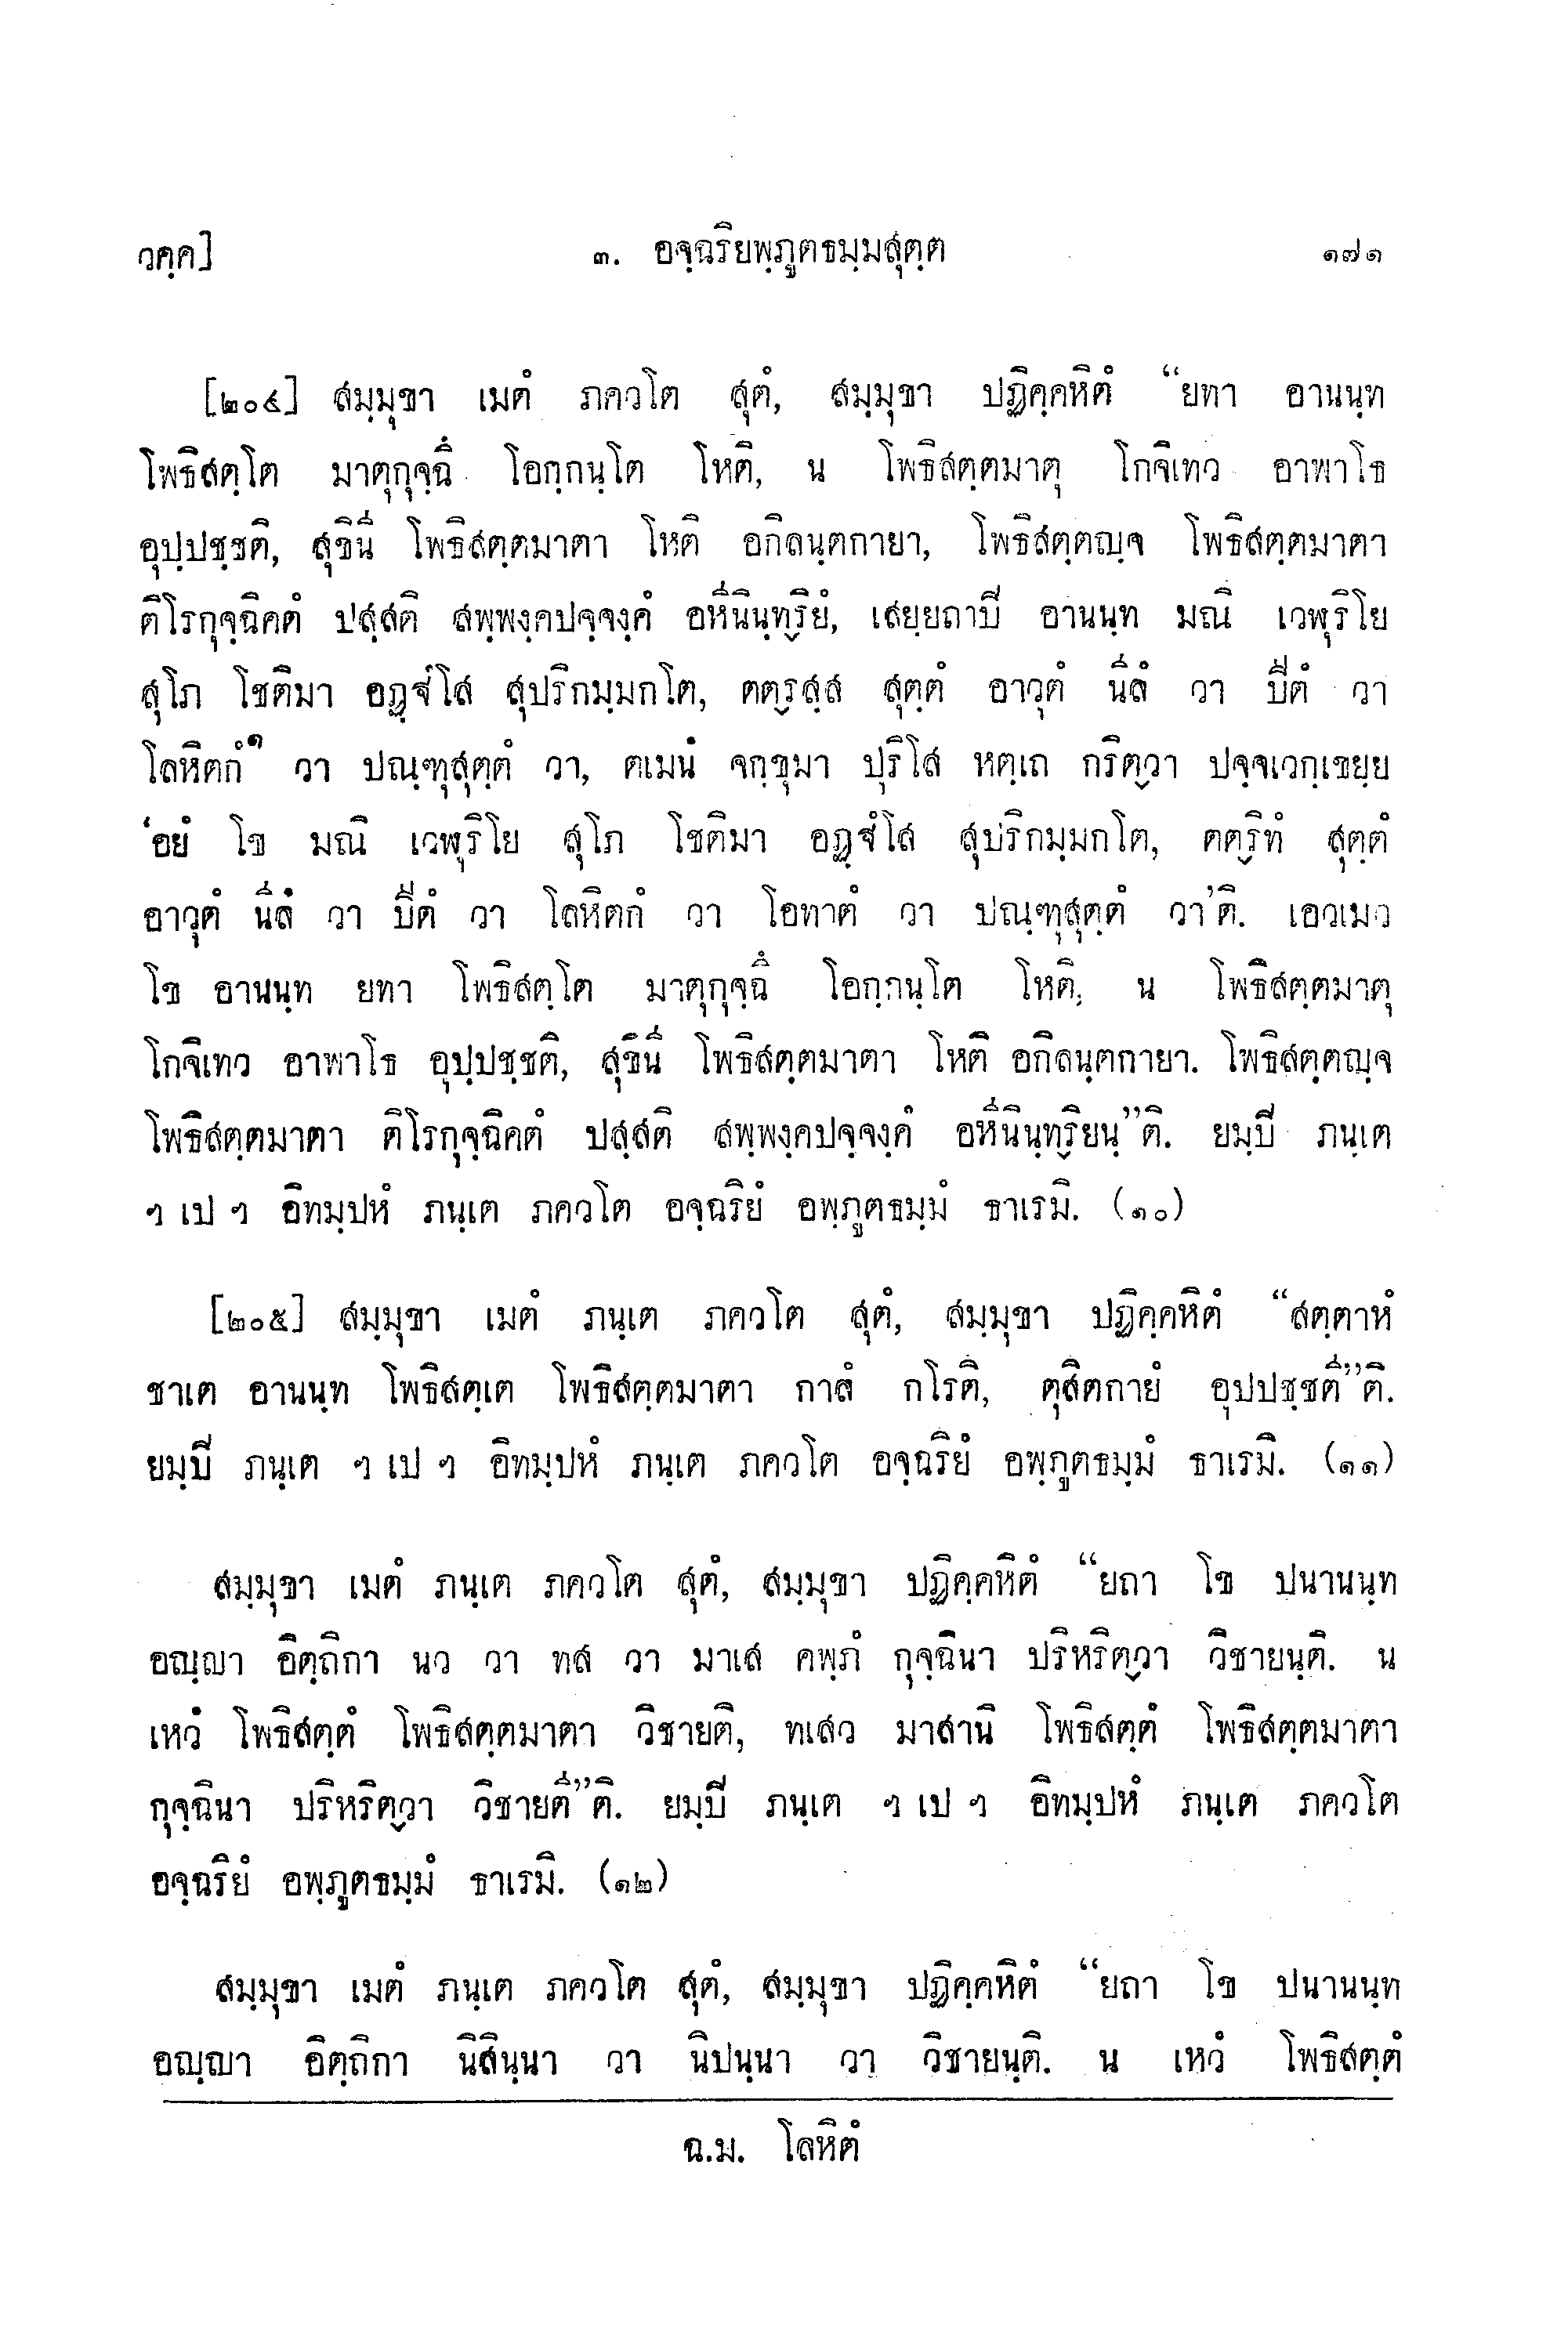 วคฺค] ๓. อจฺฉริยพฺภูตธมฺมสุตฺต ๑๗๑
[๒๐๔] สมฺมุขา เมตํ ภควโต สุตํ, สมฺมุขา ปฏิคฺคหิตํ “ยทา อานนฺท
โพธิสตฺโต มาตุกุจฺฉึ โอกฺกนฺโต โหติ, น โพธิสตฺตมาตุ โกจิเทว อาพาโธ
อุปฺปชฺชติ, สุขินี โพธิสตฺตมาตา โหติ อกิลนฺตกายา, โพธิสตฺตญฺจ โพธิสตฺตมาตา
ติโรกุจฺฉิคตํ ปสฺสติ สพฺพงฺคปจฺจงฺคํ อหีนินฺทฺริยํ, เสยฺยถาปี อานนฺท มณิ เวฬุริโย
สุโภ โชติมา อฏฺฐํโส สุปริกมฺมกโต, ตตฺรสฺส สุตฺตํ อาวุตํ นีลํ วา ปีตํ วา
โลหิตกํ๑ วา ปณฺฑุสุตฺตํ วา, ตเมนํ จกฺขุมา ปุริโส หตฺเถ กริตฺวา ปจฺจเวกฺเขยฺย
‘อยํ โข มณิ เวฬุริโย สุโภ โชติมา อฏฺฐํโส สุปริกมฺมกโต, ตตฺริทํ สุตฺตํ
อาวุตํ นีลํ วา ปีตํ วา โลหิตกํ วา โอทาตํ วา ปณฺฑุสุตฺตํ วา’ติ. เอวเมว
โข อานนฺท ยทา โพธิสตฺโต มาตุกุจฺฉึ โอกฺกนฺโต โหติ, น โพธิสตฺตมาตุ
โกจิเทว อาพาโธ อุปฺปชฺชติ, สุขินี โพธิสตฺตมาตา โหติ อกิลนฺตกายา. โพธิสตฺตญฺจ
โพธิสตฺตมาตา ติโรกุจฺฉิคตํ ปสฺสติ สพฺพงฺคปจฺจงฺคํ อหีนินฺทฺริยนฺ”ติ. ยมฺปี ภนฺเต
ฯ เป ฯ อิทมฺปหํ ภนฺเต ภควโต อจฺฉริยํ อพฺภูตธมฺมํ ธาเรมิ. (๑๐)
[๒๐๕] สมฺมุขา เมตํ ภนฺเต ภควโต สุตํ, สมฺมุขา ปฏิคฺคหิตํ “สตฺตาหํ
ชาเต อานนฺท โพธิสตฺเต โพธิสตฺตมาตา กาลํ กโรติ, ตุสิตกายํ อุปปชฺชตี”ติ.
ยมฺปี ภนฺเต ฯ เป ฯ อิทมฺปหํ ภนฺเต ภควโต อจฺฉริยํ อพฺภูตธมฺมํ ธาเรมิ. (๑๑)
สมฺมุขา เมตํ ภนฺเต ภควโต สุตํ, สมฺมุขา ปฏิคฺคหิตํ “ยถา โข ปนานนฺท
อญฺญา อิตฺถิกา นว วา ทส วา มาเส คพฺภํ กุจฺฉินา ปริหริตฺวา วิชายนฺติ. น
เหวํ โพธิสตฺตํ โพธิสตฺตมาตา วิชายติ, ทเสว มาสานิ โพธิสตฺตํ โพธิสตฺตมาตา
กุจฺฉินา ปริหริตฺวา วิชายตี”ติ. ยมฺปี ภนฺเต ฯ เป ฯ อิทมฺปหํ ภนฺเต ภควโต
อจฺฉริยํ อพฺภูตธมฺมํ ธาเรมิ. (๑๒)
สมฺมุขา เมตํ ภนฺเต ภควโต สุตํ, สมฺมุขา ปฏิคฺคหิตํ “ยถา โข ปนานนฺท
อญฺญา อิตฺถิกา นิสินฺนา วา นิปนฺนา วา วิชายนฺติ. น เหวํ โพธิสตฺตํ
ฉ.ม. โลหิตํ